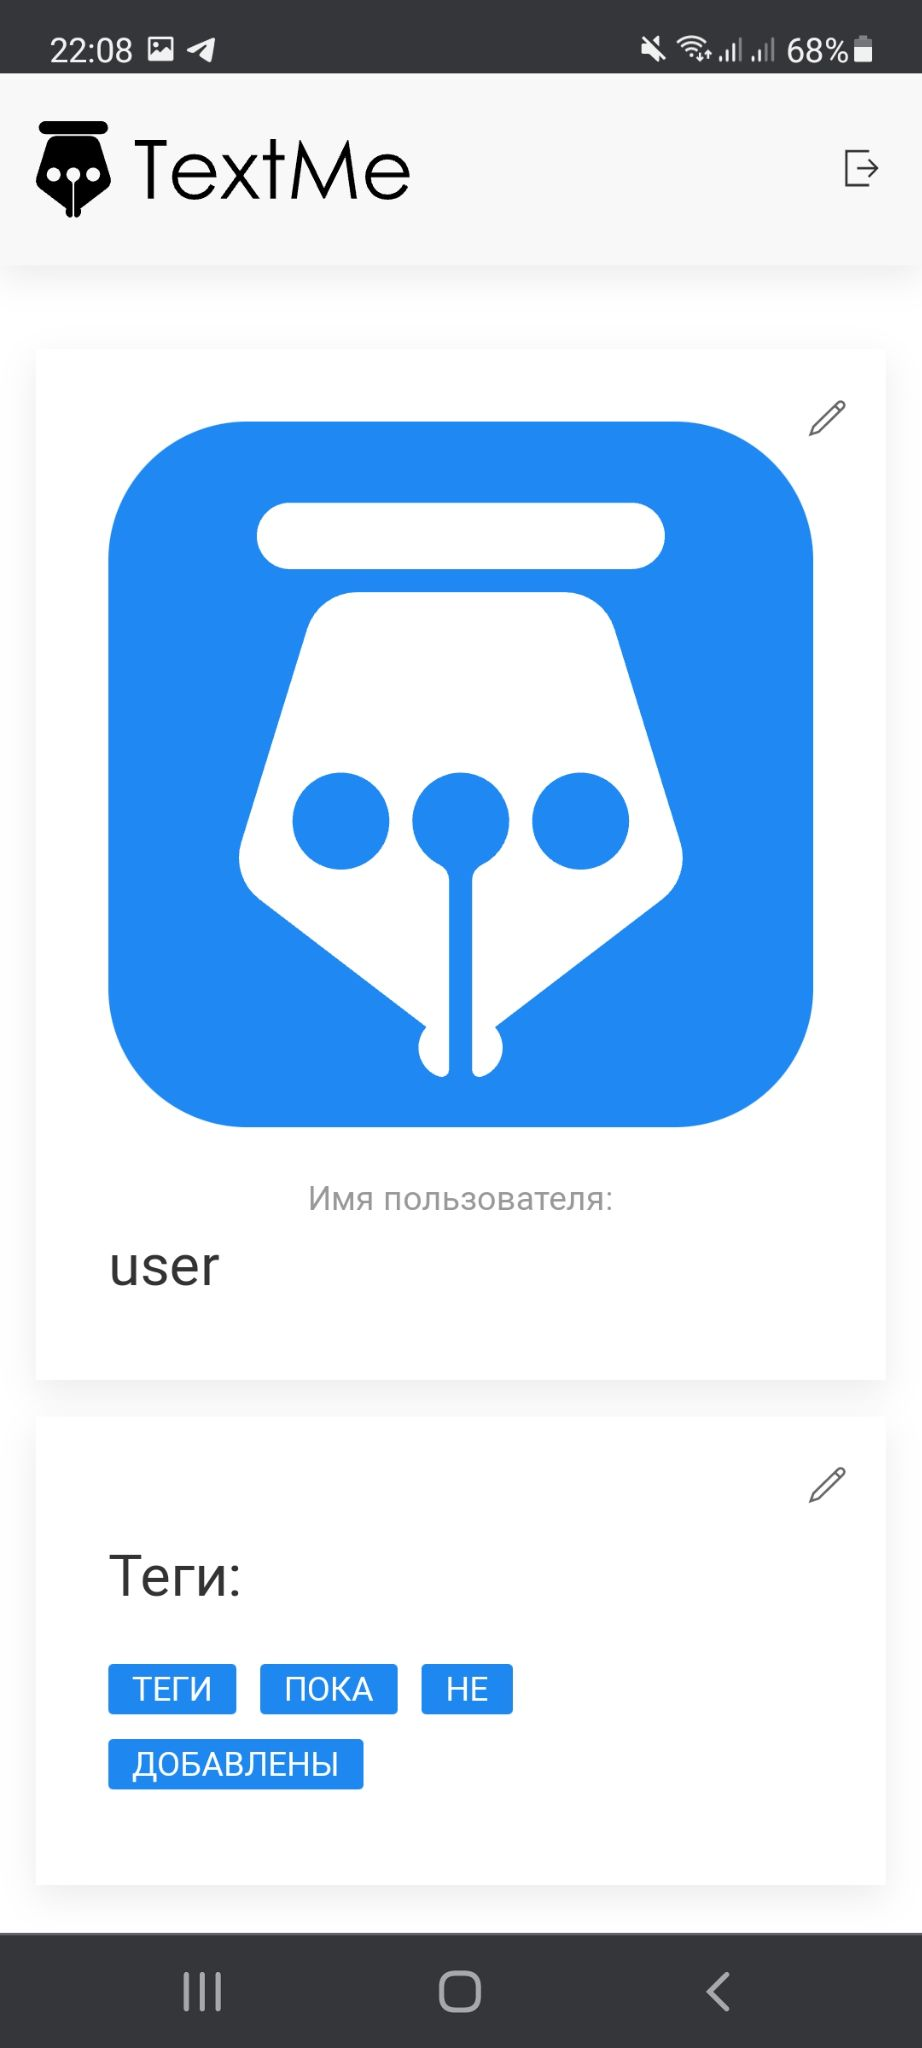 22:08 68%
TextMe
Имя пользователя:
user
Теги:
ТЕГИ ПОКА НЕ
ДОБАВЛЕНЫ